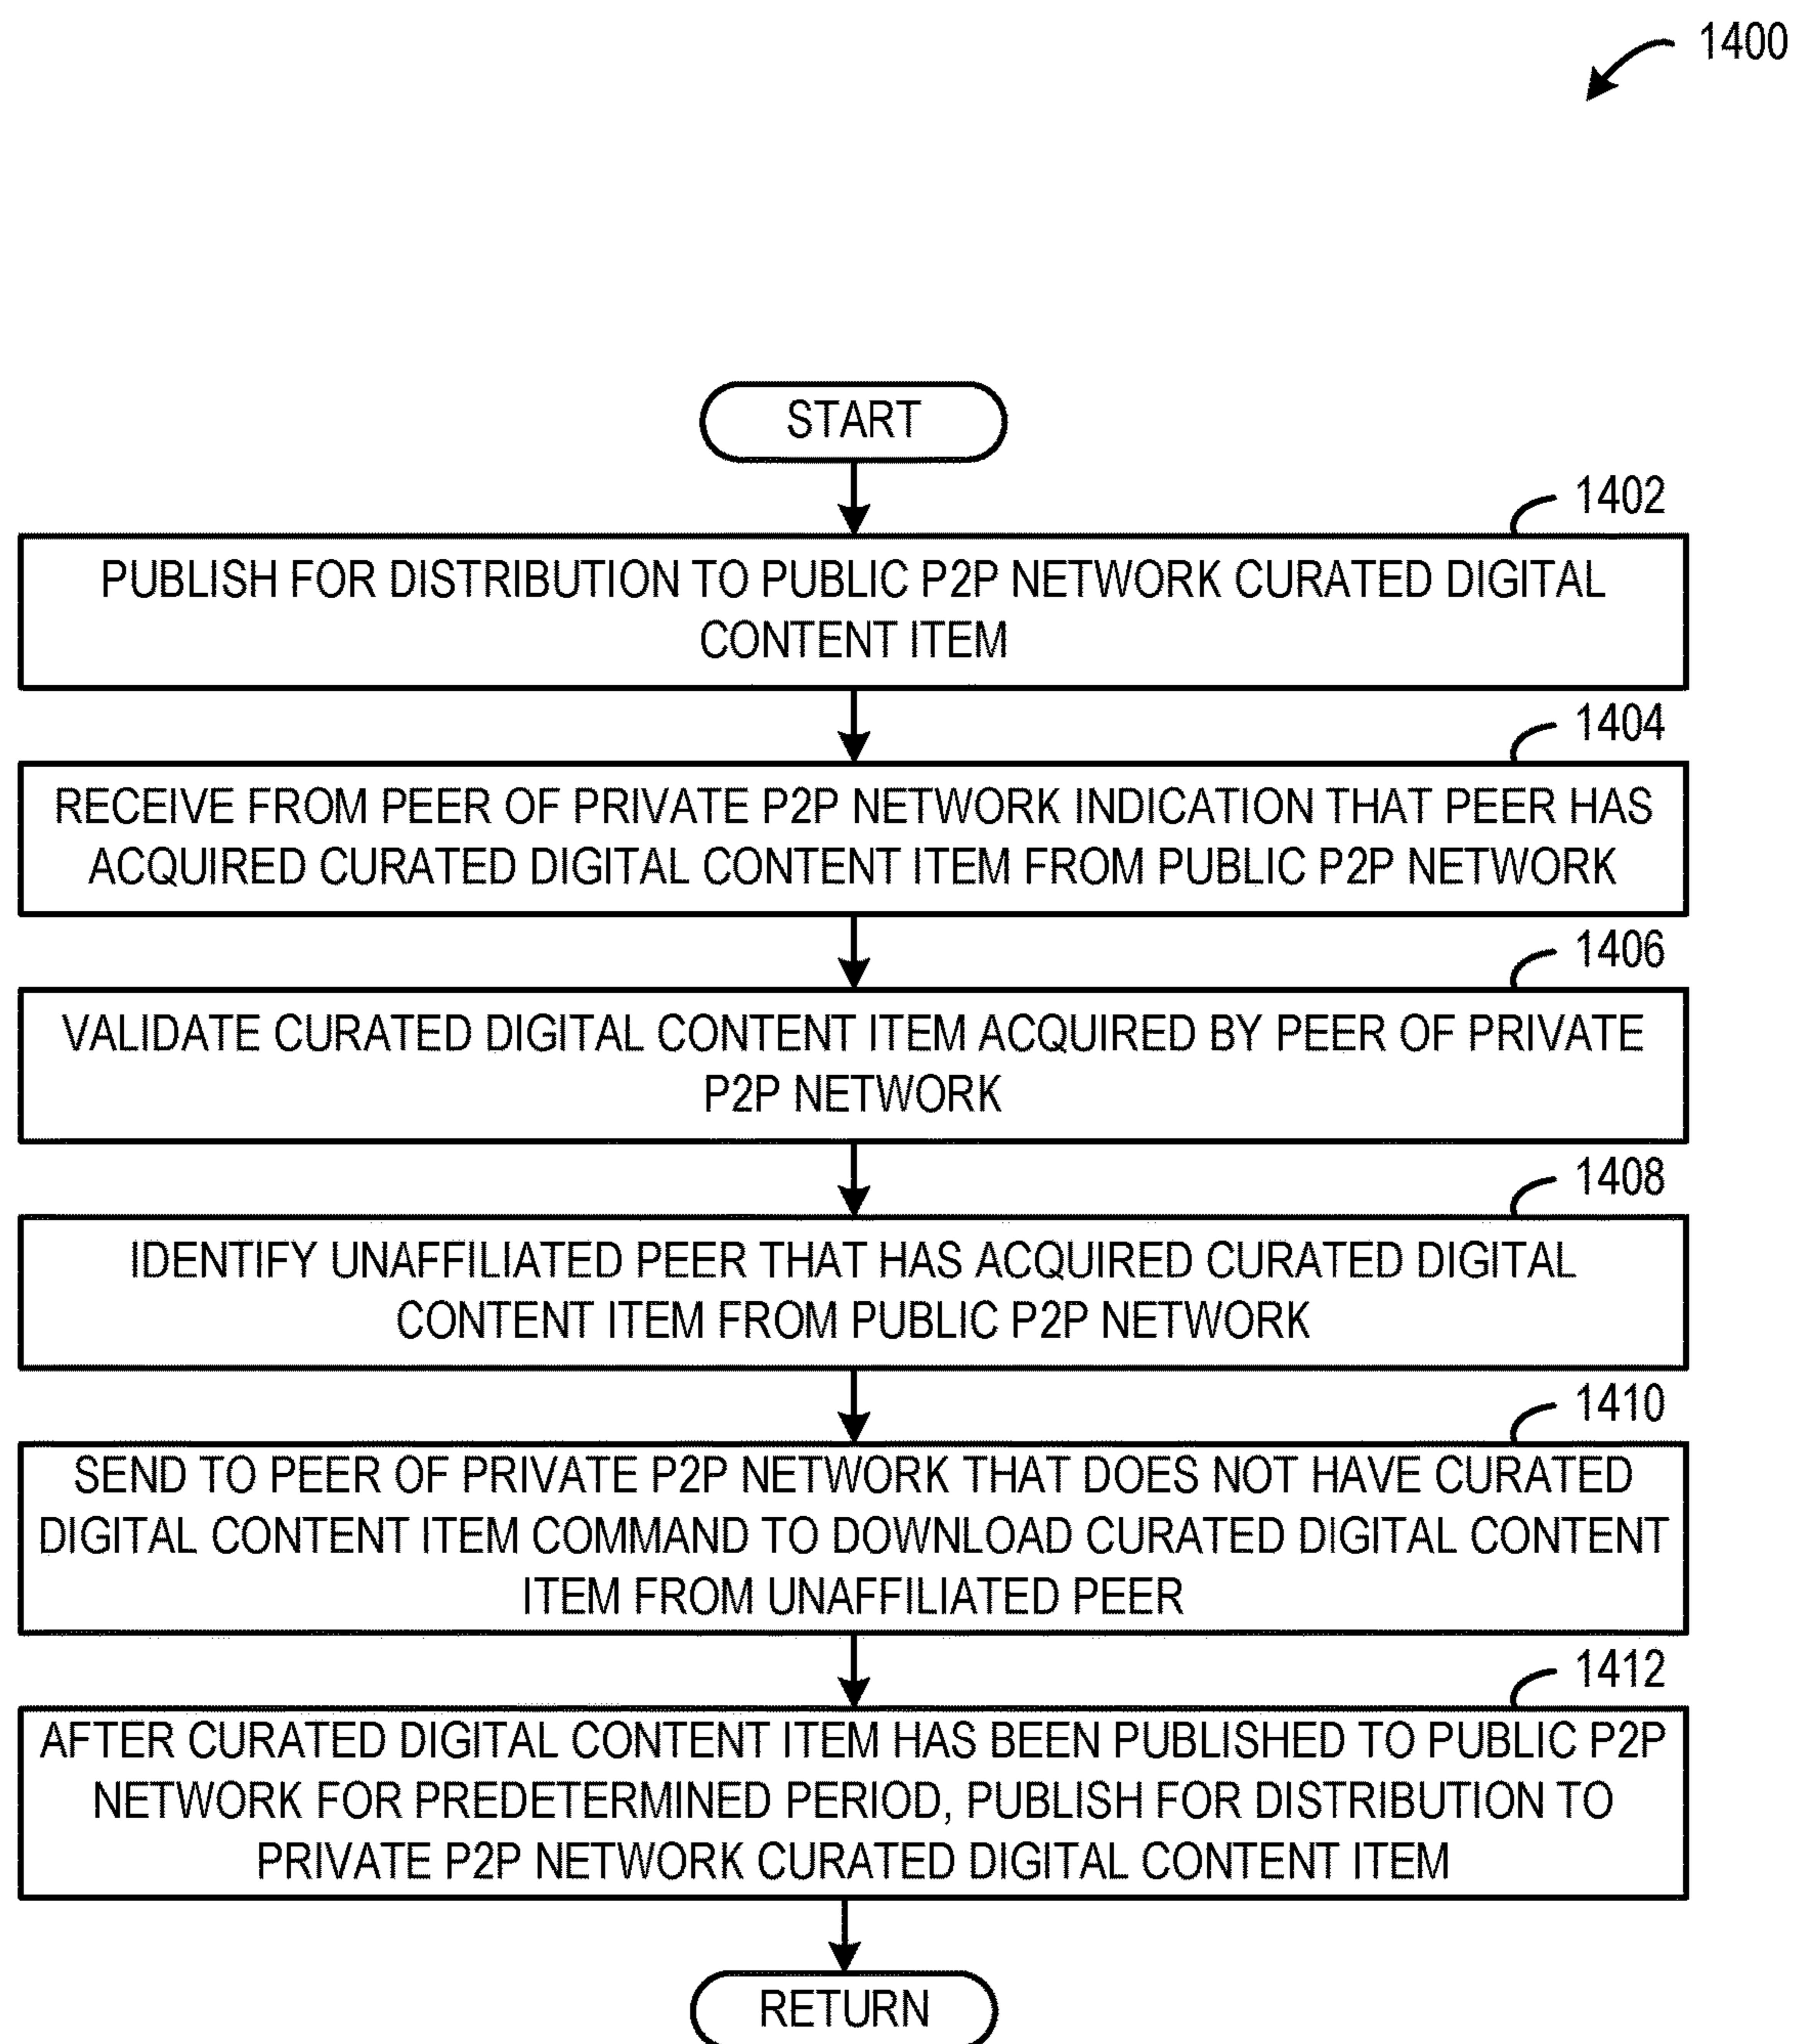 1400
START
1402
PUBLISH FOR DISTRIBUTION TO PUBLIC P2P NETWORK CURATED DIGITAL
CONTENT ITEM
1404
RECEIVE FROM PEER OF PRIVATE P2P NETWORK INDICATION THAT PEER HAS
ACQUIRED CURATED DIGITAL CONTENT ITEM FROM PUBLIC P2P NETWORK
1406
VALIDATE CURATED DIGITAL CONTENT ITEM ACQUIRED BY PEER OF PRIVATE
P2P NETWORK
1408
IDENTIFY UNAFFILIATED PEER THAT HAS ACQUIRED CURATED DIGITAL
CONTENT ITEM FROM PUBLIC P2P NETWORK
1410
SEND TO PEER OF PRIVATE P2P NETWORK THAT DOES NOT HAVE CURATED
DIGITAL CONTENT ITEM COMMAND TO DOWNLOAD CURATED DIGITAL CONTENT
ITEM FROM UNAFFILIATED PEER
1412
AFTER CURATED DIGITAL CONTENT ITEM HAS BEEN PUBLISHED TO PUBLIC P2P
NETWORK FOR PREDETERMINED PERIOD, PUBLISH FOR DISTRIBUTION TO
PRIVATE P2P NETWORK CURATED DIGITAL CONTENT ITEM
RETURN